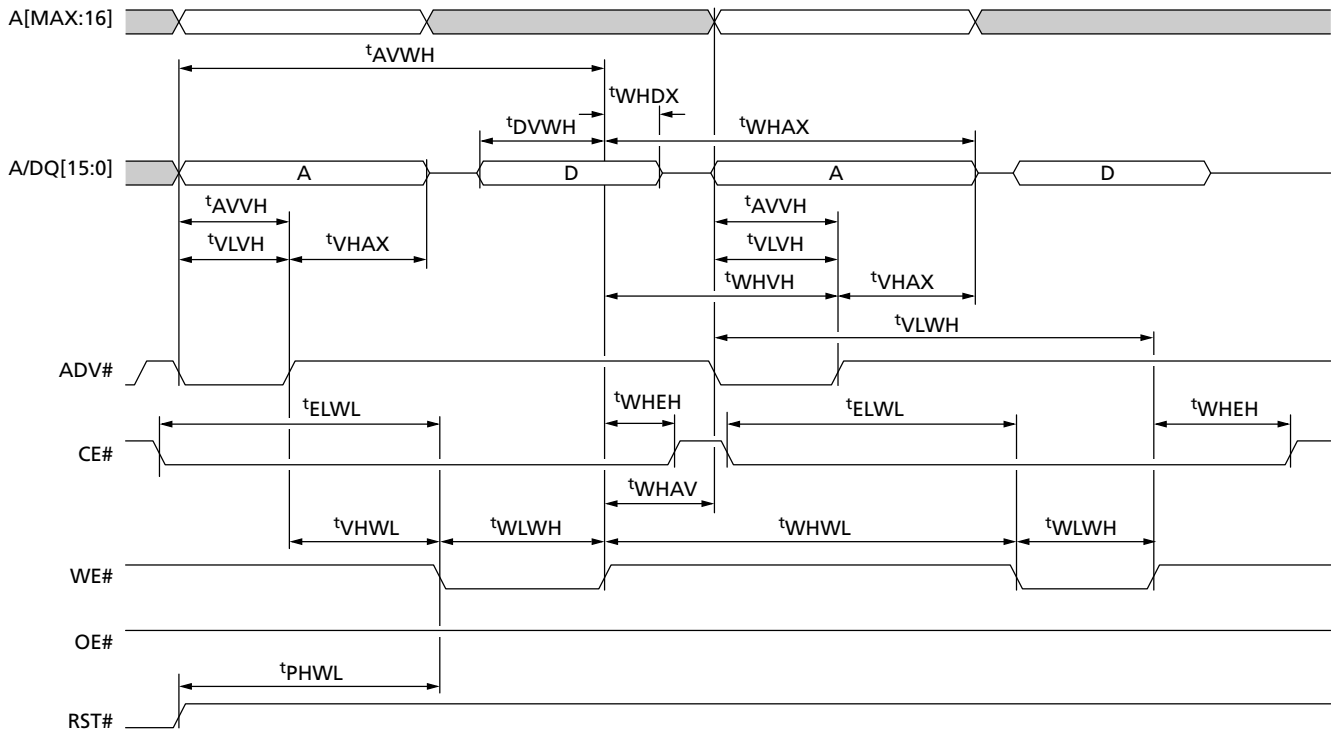 A[MAX:16]
tAVWH
tWHDX
tDVWH
tWHAX
A/DQ[15:0]
A
D
A
D
tAVVH
tAVVH
tVLVH
tVHAX
tVLVH
tWHVH
tVHAX
tVLWH
ADV#
tELWL
tWHEH
tELWL
tWHEH
CE#
tWHAV
tVHWL
tWLWH
tWHWL
tWLWH
WE#
OE#
tPHWL
RST#